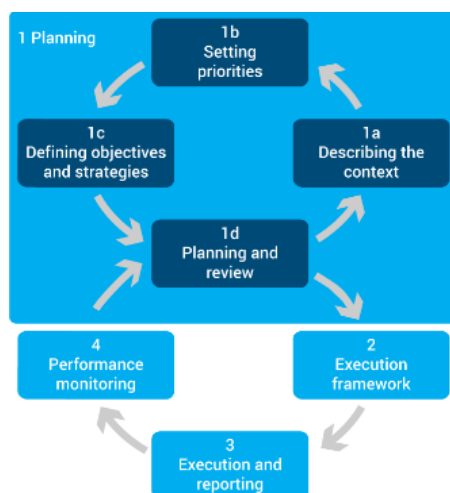 1 Planning
1b
Setting
priorities
1c
Defining objectives
and strategies
1a
Describing the
context
1d
Planning and
review
4
Performance
monitoring
2
Execution
framework
3
Execution and
reporting